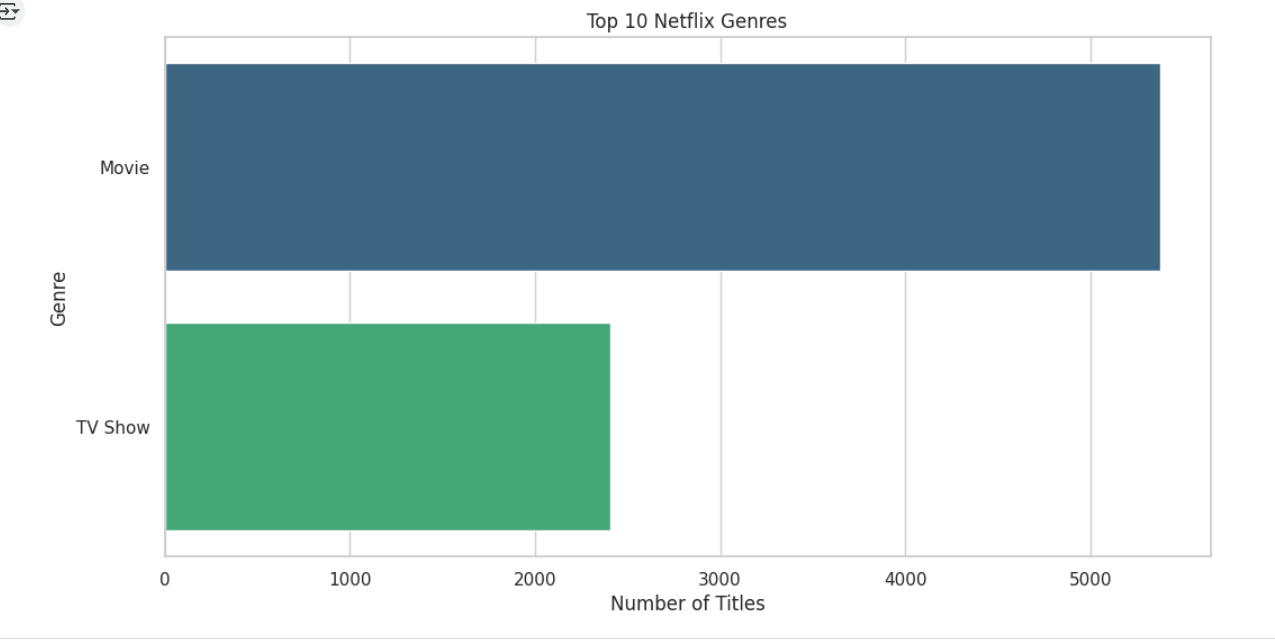 Top 10 Netflix Genres
Movie
Genre
TV Show
0 1000 2000 3000 4000 5000
Number of Titles